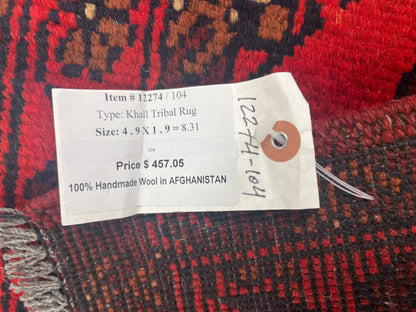 Item # 12274 / 104
Type: Khall Tribal Rug
Size: 4 . 9 X 1 . 9 = 8.31
104
Price $ 457.05
100% Handmade Wool in AFGHANISTAN
12274-104